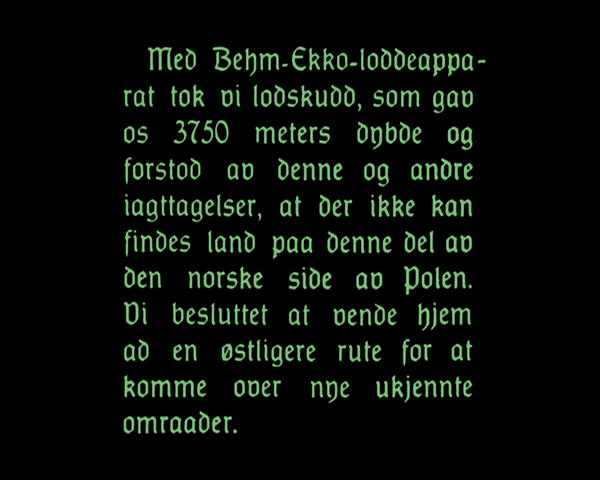 Med Behm-Ekko-loddeappa-
rat tok vi lodskudd, som gav
os 3750 meters dybde og
forstod av denne og andre
iagttagelser, at der ikke kan
findes land paa denne del av
den norske side av Polen.
Vi besluttet at vende hjem
ad en østligere rute for at
komme over nye ukjennte
omraader.